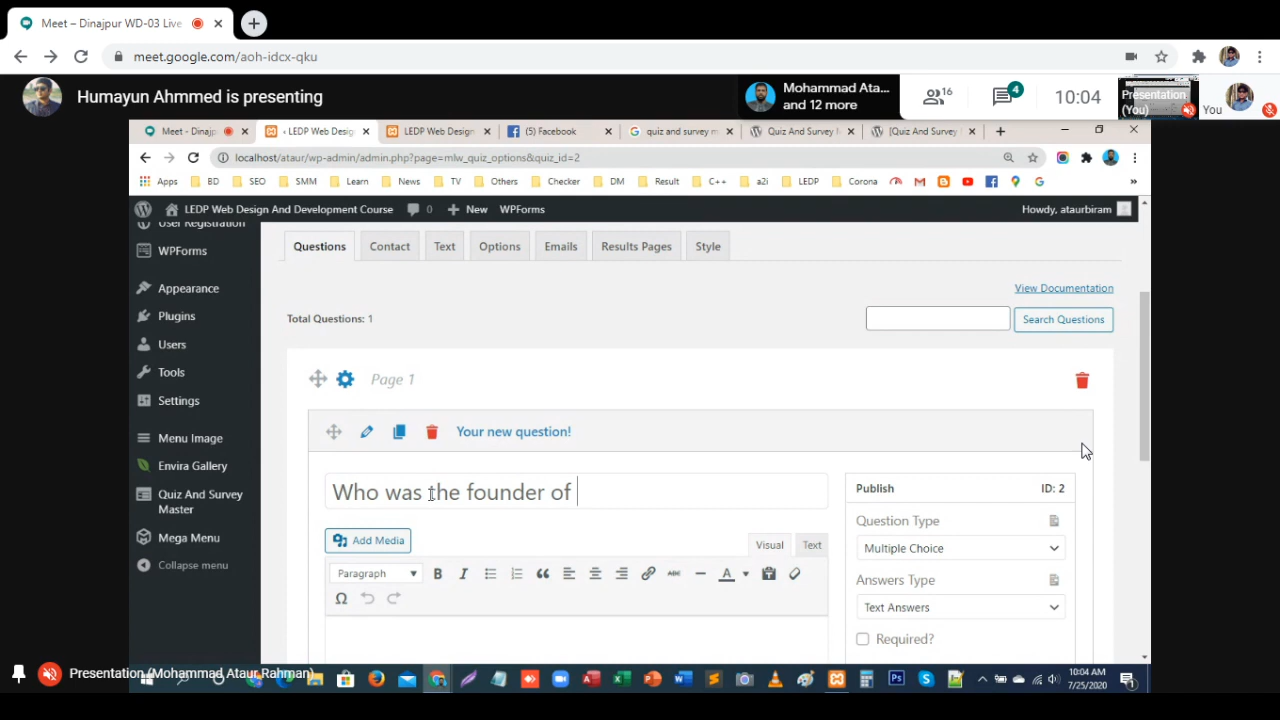 Meet – Dinajpur WD-03 Live
meet.google.com/aoh-idcx-qku
Humayun Ahmmed is presenting
Mohammad Ata...
and 12 more
16
4
10:04
Presentation
(You)
You
Meet - Dinajp
‹ LEDP Web Desig
LEDP Web Design
(5) Facebook
quiz and survey m
Quiz And Survey M
[Quiz And Survey
localhost/ataur/wp-admin/admin.php?page=mlw_quiz_options&quiz_id=2
Apps
BD
SEO
SMM
Learn
News
TV
Others
Checker
DM
Result
C++
a2i
LEDP
Corona
»
LEDP Web Design And Development Course
0
New
WPForms
Howdy, ataurbiram
User Registration
WPForms
Appearance
Plugins
Users
Tools
Settings
Menu Image
Envira Gallery
Quiz And Survey
Master
Mega Menu
Collapse menu
Questions
Contact
Text
Options
Emails
Results Pages
Style
View Documentation
Total Questions: 1
Search Questions
Page 1
Your new question!
Who was the founder of
Add Media
Visual
Text
Paragraph
B
I
ABC
A
Ω
Publish
ID: 2
Question Type
Multiple Choice
Answers Type
Text Answers
Required?
Presentation (Mohammad Ataur Rahman)
10:04 AM
7/25/2020
1